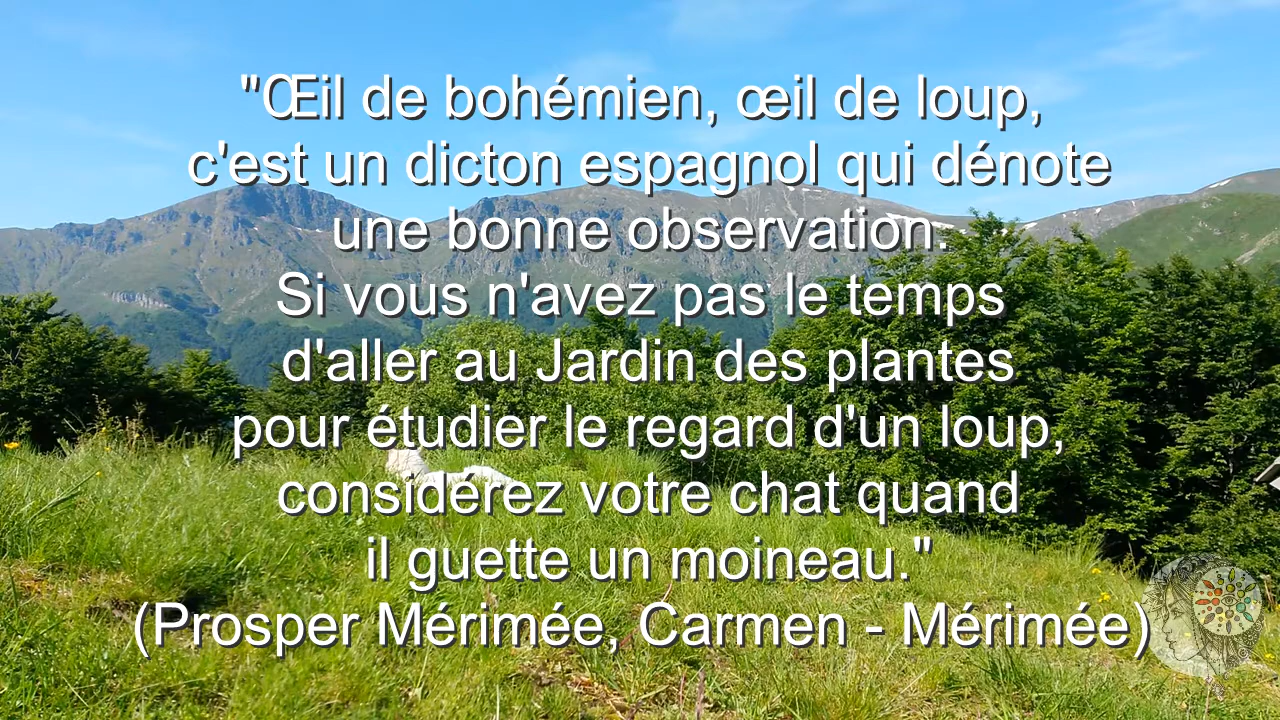 "Œil de bohémien, œil de loup,
c'est un dicton espagnol qui dénote
une bonne observation.
Si vous n'avez pas le temps
d'aller au Jardin des plantes
pour étudier le regard d'un loup,
considérez votre chat quand
il guette un moineau."
(Prosper Mérimée, Carmen - Mérimée)